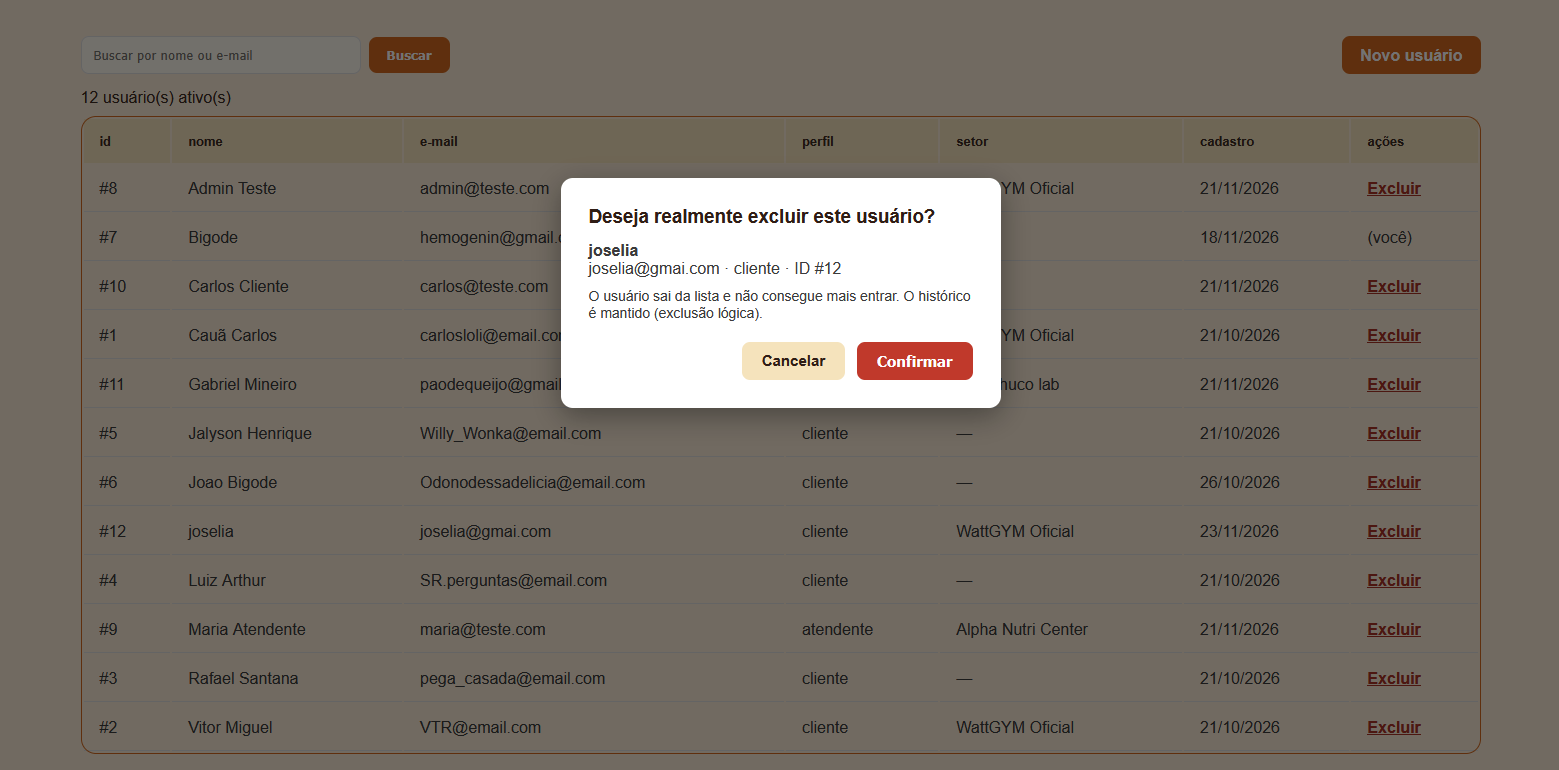 Buscar por nome ou e-mail Buscar Novo usuário
12 usuário(s) ativo(s)
id nome e-mail perfil setor cadastro ações
#8 Admin Teste admin@teste.com YM Oficial 21/11/2026 Excluir
#7 Bigode hemogenin@gmail. 18/11/2026 (você)
#10 Carlos Cliente carlos@teste.com 21/11/2026 Excluir
#1 Cauã Carlos carlosloli@email.co YM Oficial 21/10/2026 Excluir
#11 Gabriel Mineiro paodequeijo@gmail uco lab 21/11/2026 Excluir
#5 Jalyson Henrique Willy_Wonka@email.com cliente — 21/10/2026 Excluir
#6 Joao Bigode Odonodessadelicia@email.com cliente — 26/10/2026 Excluir
#12 joselia joselia@gmai.com cliente WattGYM Oficial 23/11/2026 Excluir
#4 Luiz Arthur SR.perguntas@email.com cliente — 21/10/2026 Excluir
#9 Maria Atendente maria@teste.com atendente Alpha Nutri Center 21/11/2026 Excluir
#3 Rafael Santana pega_casada@email.com cliente — 21/10/2026 Excluir
#2 Vitor Miguel VTR@email.com cliente WattGYM Oficial 21/10/2026 Excluir
Deseja realmente excluir este usuário?
joselia
joselia@gmai.com · cliente · ID #12
O usuário sai da lista e não consegue mais entrar. O histórico
é mantido (exclusão lógica).
Cancelar Confirmar